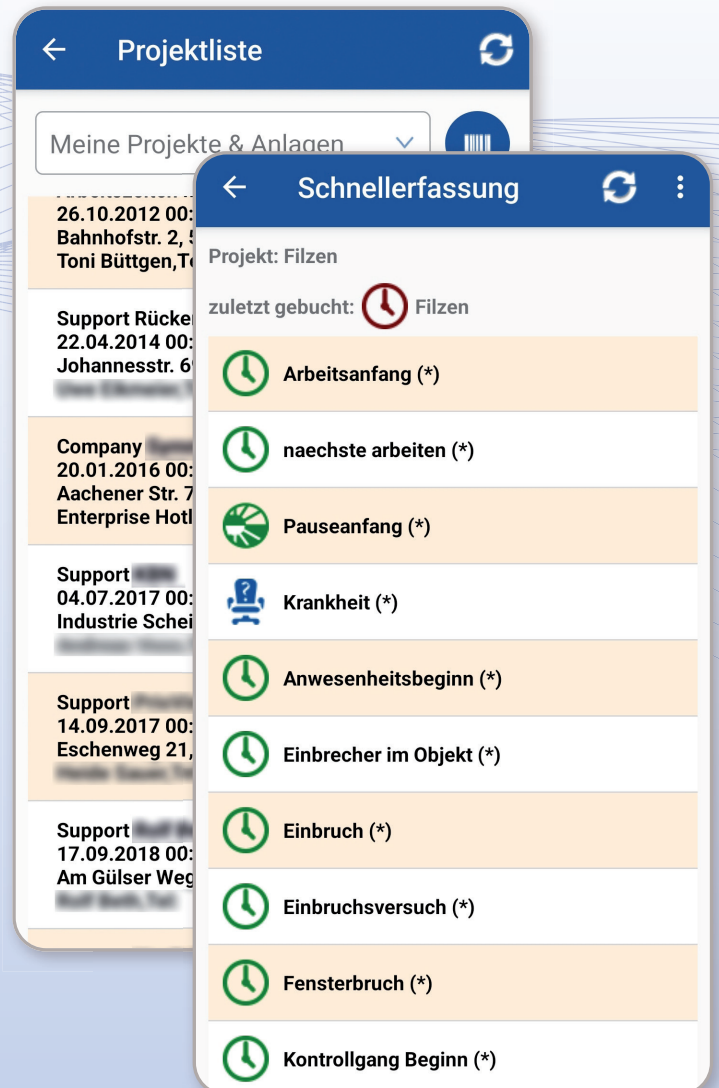 Projektliste
Meine Projekte & Anlagen
26.10.2012 00:
Bahnhofstr. 2,
Toni Büttgen,T
Support Rücker
22.04.2014 00:
Johannesstr. 6
Company
20.01.2016 00:
Aachener Str. 7
Enterprise Hotl
Support
04.07.2017 00:
Industrie Schei
Support
14.09.2017 00:
Eschenweg 21,
Support
17.09.2018 00:
Am Gülser Weg
Schnellerfassung
Projekt: Filzen
zuletzt gebucht: Filzen
Arbeitsanfang (*)
naechste arbeiten (*)
Pauseanfang (*)
Krankheit (*)
Anwesenheitsbeginn (*)
Einbrecher im Objekt (*)
Einbruch (*)
Einbruchsversuch (*)
Fensterbruch (*)
Kontrollgang Beginn (*)